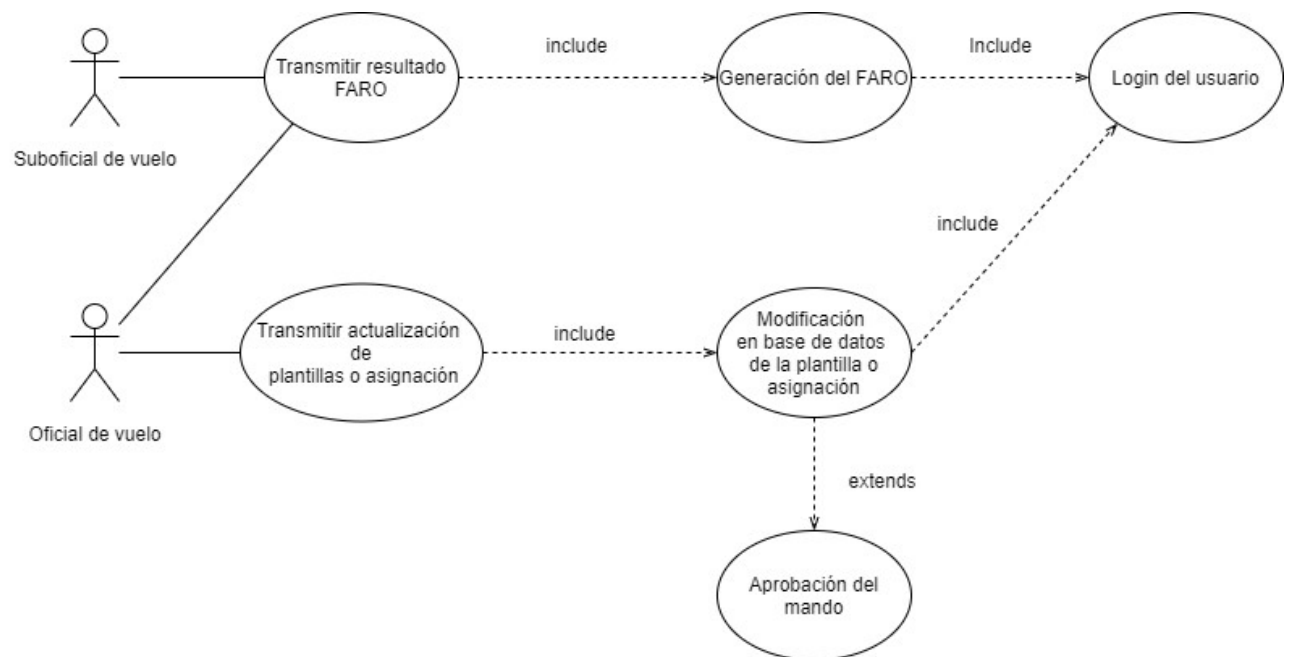 include
Include
Transmitir resultado
FARO
Generación del FARO
Login del usuario
Suboficial de vuelo
include
Transmitir actualización
de
plantillas o asignación
include
Modificación
en base de datos
de la plantilla o
asignación
Oficial de vuelo
extends
Aprobación del
mando